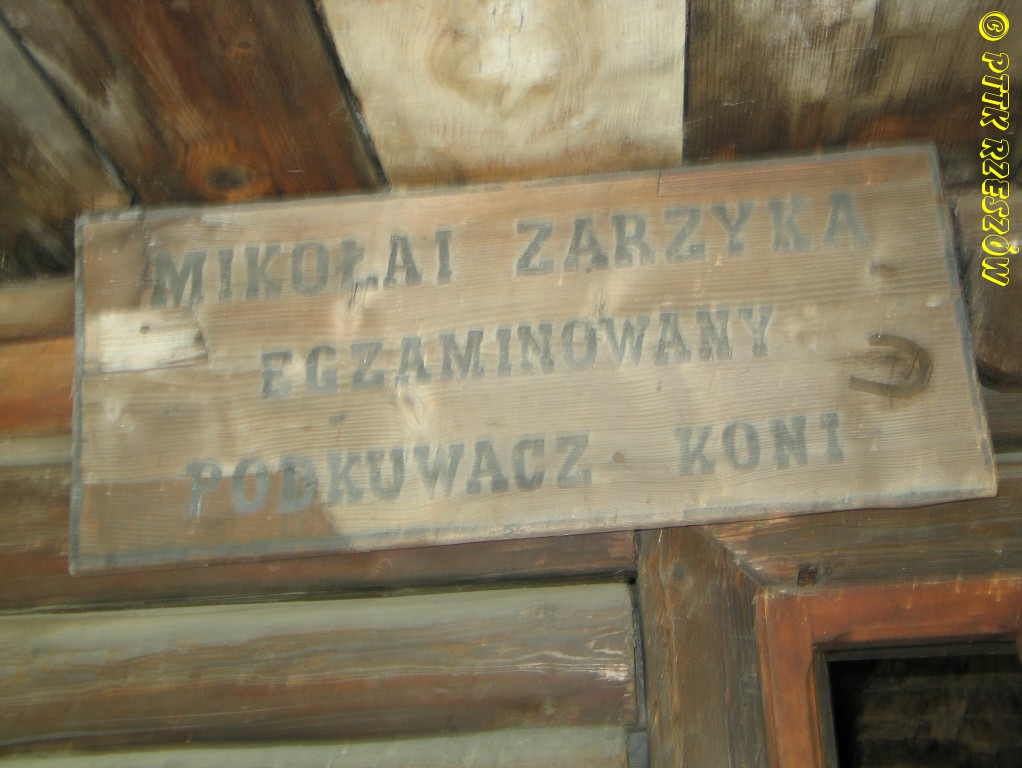 MIKOŁAI ZARZYKA
EGZAMINOWANY
PODKUWACZ KONI
© PTTK RZESZÓW